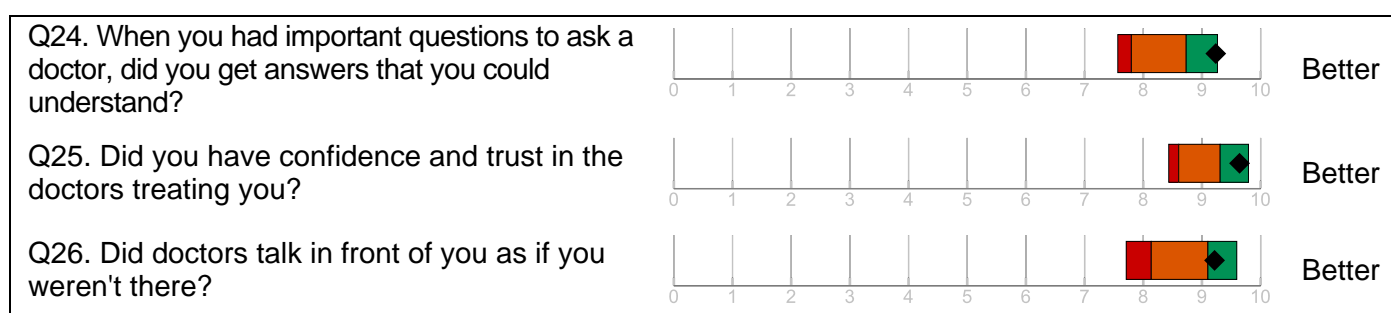 Q24. When you had important questions to ask a
doctor, did you get answers that you could
understand?
0 1 2 3 4 5 6 7 8 9 10
Better
Q25. Did you have confidence and trust in the
doctors treating you?
0 1 2 3 4 5 6 7 8 9 10
Better
Q26. Did doctors talk in front of you as if you
weren't there?
0 1 2 3 4 5 6 7 8 9 10
Better